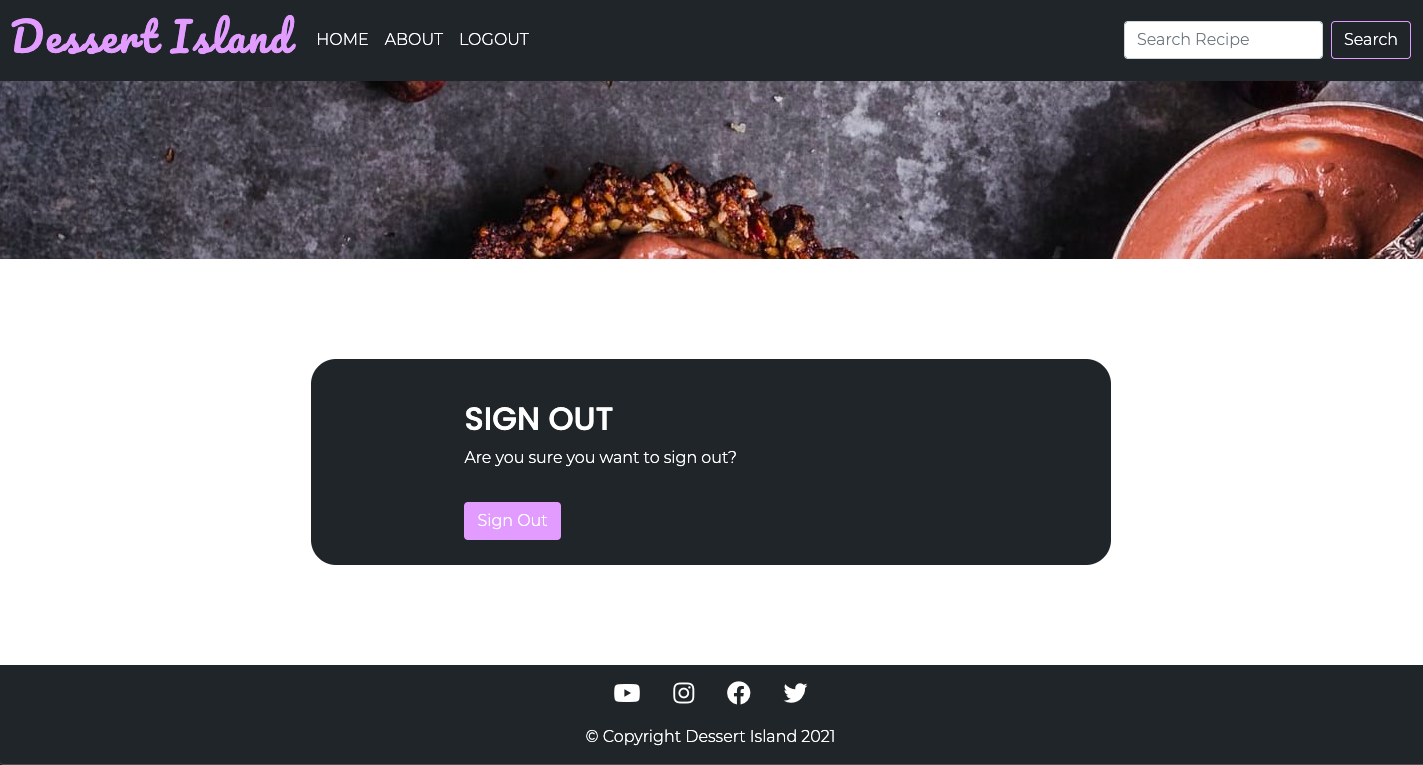 Dessert Island
HOME ABOUT LOGOUT
Search Recipe
Search
SIGN OUT
Are you sure you want to sign out?
Sign Out
© Copyright Dessert Island 2021